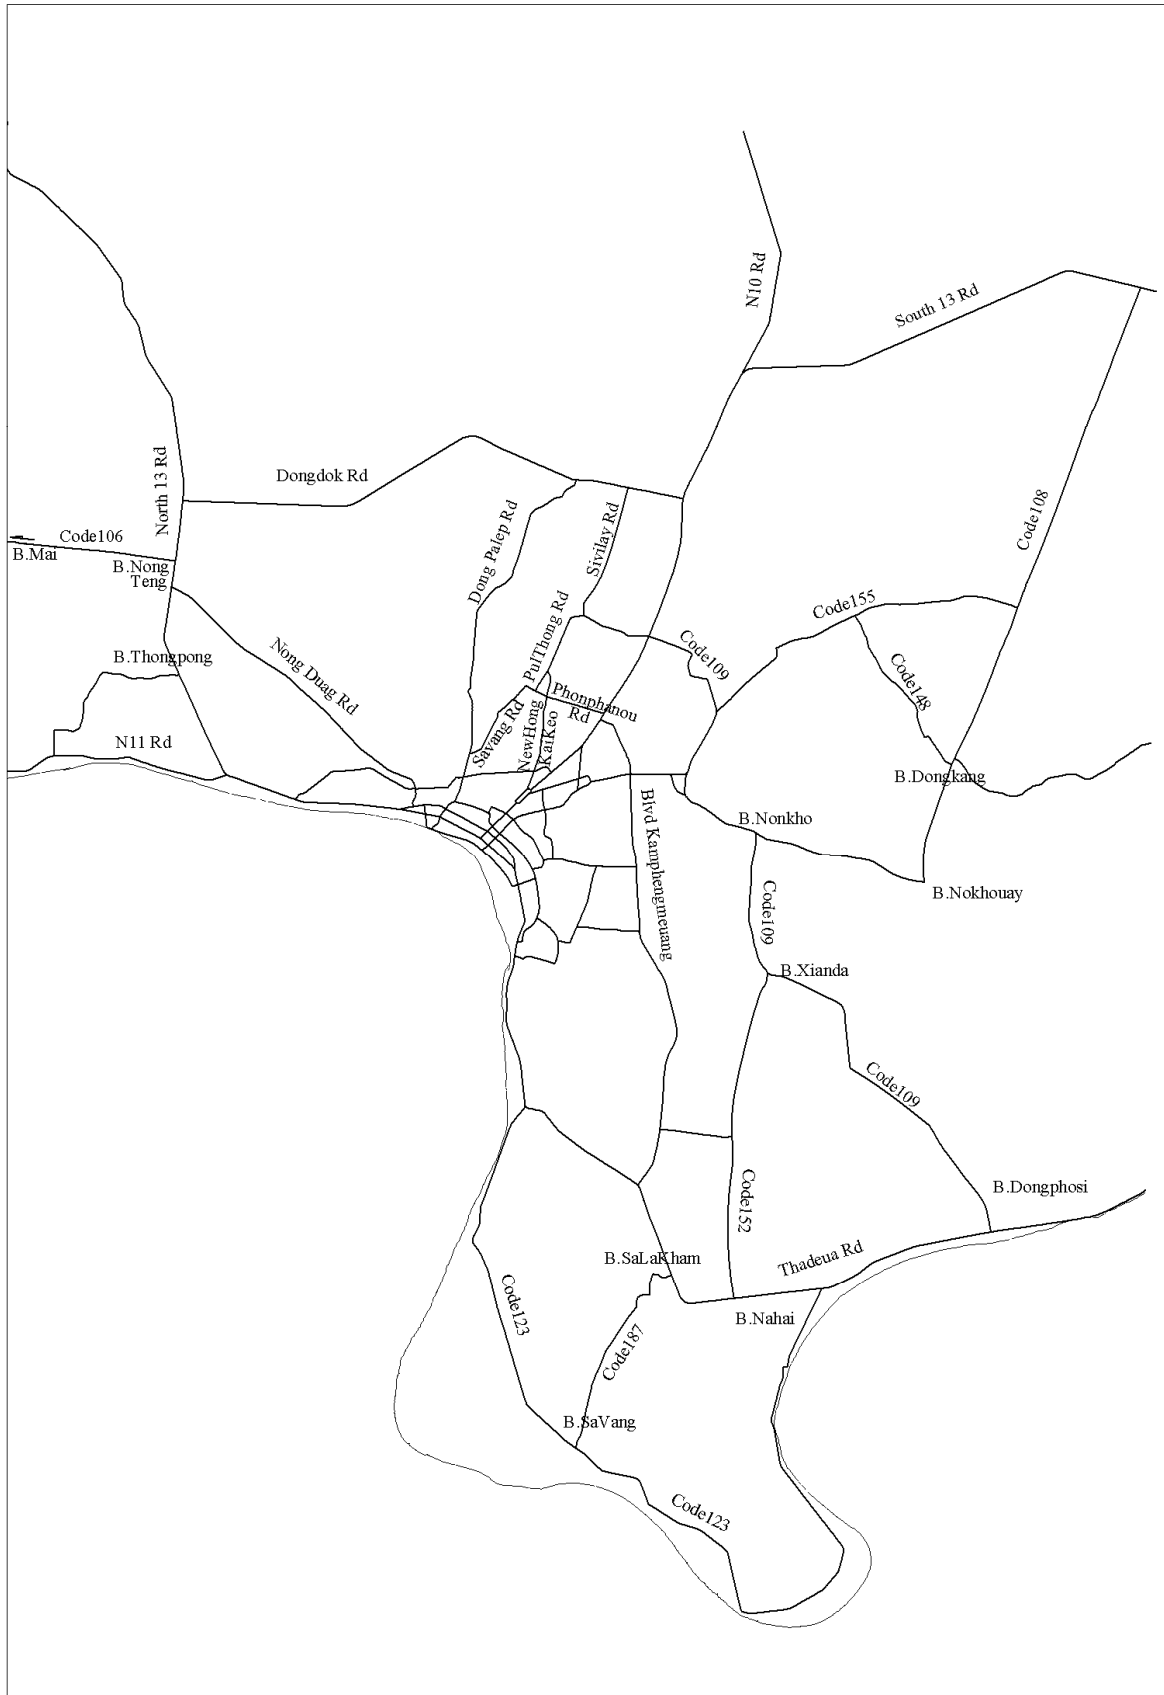 N10 Rd
South 13 Rd
North 13 Rd
Dongdok Rd
Code108
Code106
B.Mai
B.Nong
Teng
Dong Palep Rd
Sivilay Rd
Code155
PulThong Rd
Code109
B.Thongpong
Nong Duag Rd
Code148
Phonphanou
Rd
Savang Rd
NewHong
KaiKeo
N11 Rd
B.Dongkang
Blvd Kamphengmeuang
B.Nonkho
B.Nokhouay
Code109
B.Xianda
Code109
B.Dongphosi
Code152
Thadeua Rd
B.SaLaKham
Code123
B.Nahai
Code187
B.SaVang
Code123